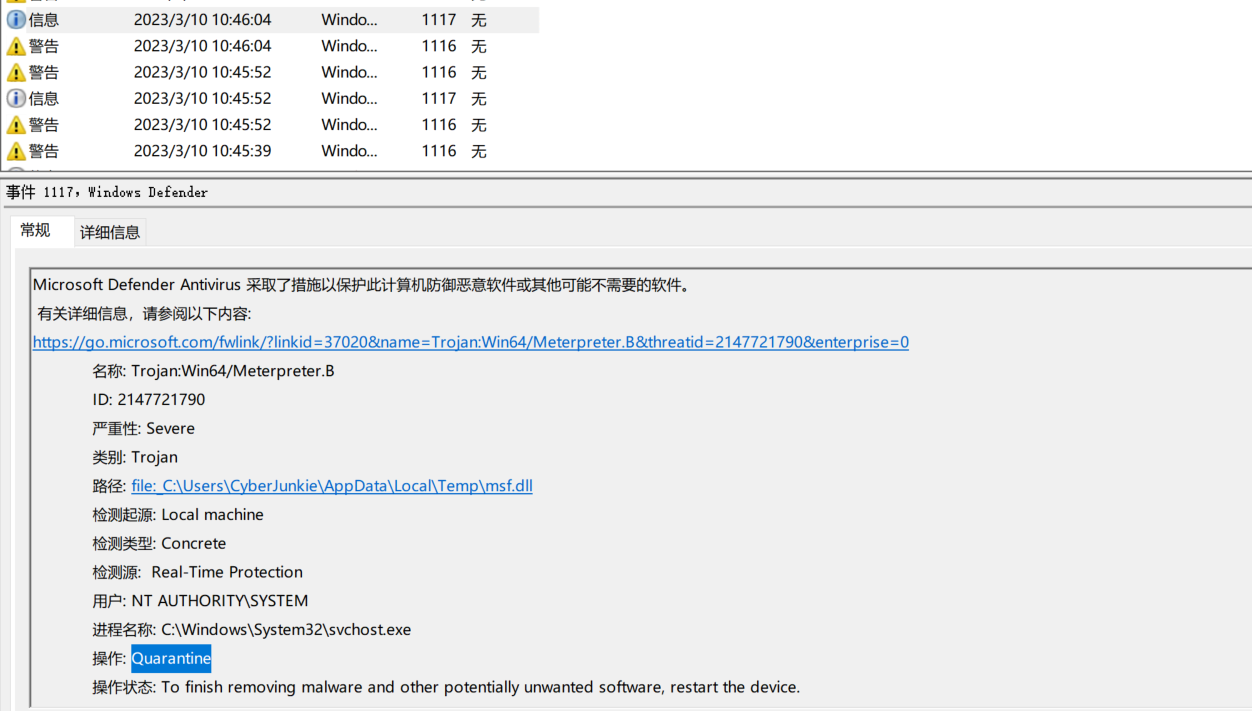 信息 2023/3/10 10:46:04 Windo... 1117 无
警告 2023/3/10 10:46:04 Windo... 1116 无
警告 2023/3/10 10:45:52 Windo... 1116 无
信息 2023/3/10 10:45:52 Windo... 1117 无
警告 2023/3/10 10:45:52 Windo... 1116 无
警告 2023/3/10 10:45:39 Windo... 1116 无
事件 1117，Windows Defender
常规 详细信息
Microsoft Defender Antivirus 采取了措施以保护此计算机防御恶意软件或其他可能不需要的软件。
有关详细信息，请参阅以下内容:
https://go.microsoft.com/fwlink/?linkid=37020&name=Trojan:Win64/Meterpreter.B&threatid=2147721790&enterprise=0
名称: Trojan:Win64/Meterpreter.B
ID: 2147721790
严重性: Severe
类别: Trojan
路径: file:_C:\Users\CyberJunkie\AppData\Local\Temp\msf.dll
检测起源: Local machine
检测类型: Concrete
检测源: Real-Time Protection
用户: NT AUTHORITY\SYSTEM
进程名称: C:\Windows\System32\svchost.exe
操作: Quarantine
操作状态: To finish removing malware and other potentially unwanted software, restart the device.